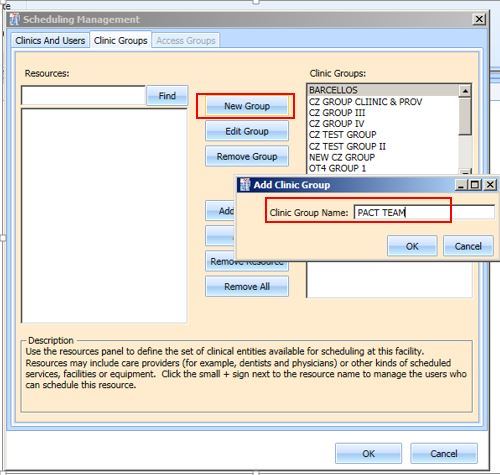 Scheduling Management
Clinics And Users Clinic Groups Access Groups
Resources:
Find
Clinic Groups:
New Group
Edit Group
Remove Group
Add
Remove Resource
Remove All
BARCELLOS
CZ GROUP CLIINIC & PROV
CZ GROUP III
CZ GROUP IV
CZ TEST GROUP
CZ TEST GROUP II
NEW CZ GROUP
OT4 GROUP 1
Add Clinic Group
Clinic Group Name: PACT TEAM
OK Cancel
Description
Use the resources panel to define the set of clinical entities available for scheduling at this facility.
Resources may include care providers (for example, dentists and physicians) or other kinds of scheduled
services, facilities or equipment. Click the small + sign next to the resource name to manage the users who
can schedule this resource.
OK Cancel